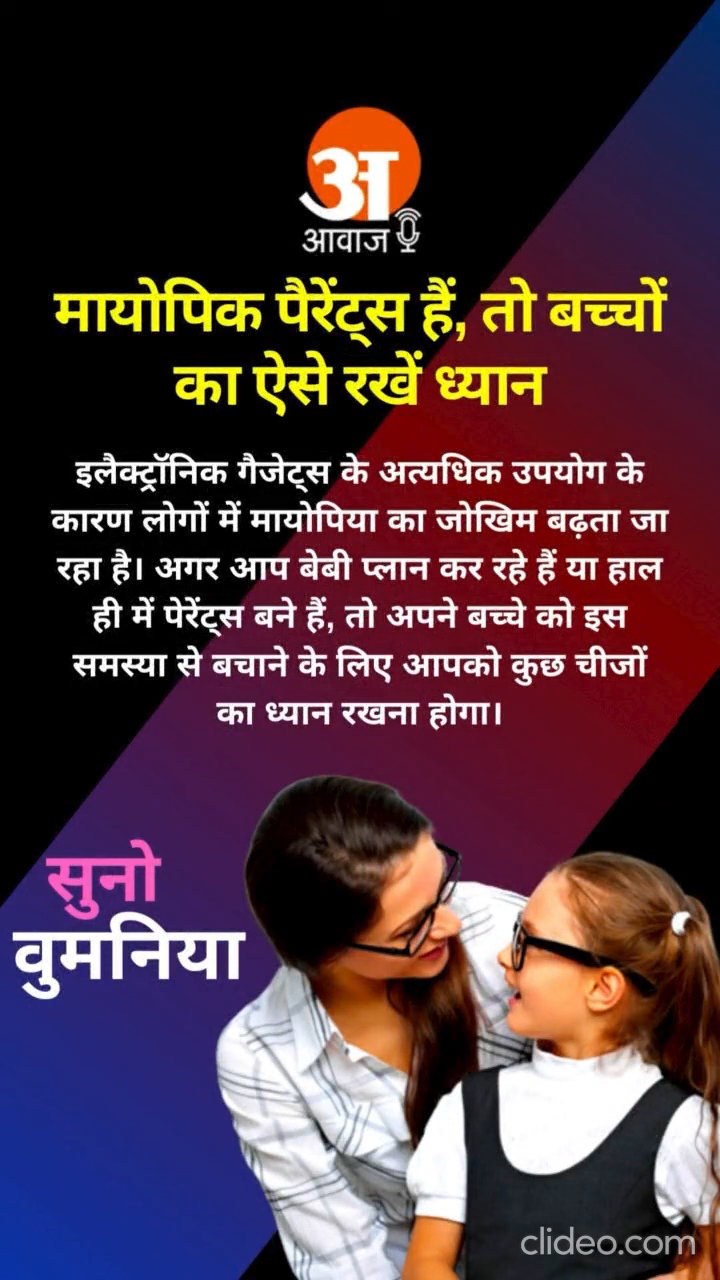 अ
आवाज
मायोपिक पैरेंट्स हैं, तो बच्चों
का ऐसे रखें ध्यान
इलैक्ट्रॉनिक गैजेट्स के अत्यधिक उपयोग के
कारण लोगों में मायोपिया का जोखिम बढ़ता जा
रहा है। अगर आप बेबी प्लान कर रहे हैं या हाल
ही में पेरेंट्स बने हैं, तो अपने बच्चे को इस
समस्या से बचाने के लिए आपको कुछ चीजों
का ध्यान रखना होगा।
सुनो
वुमनिया
clideo.com